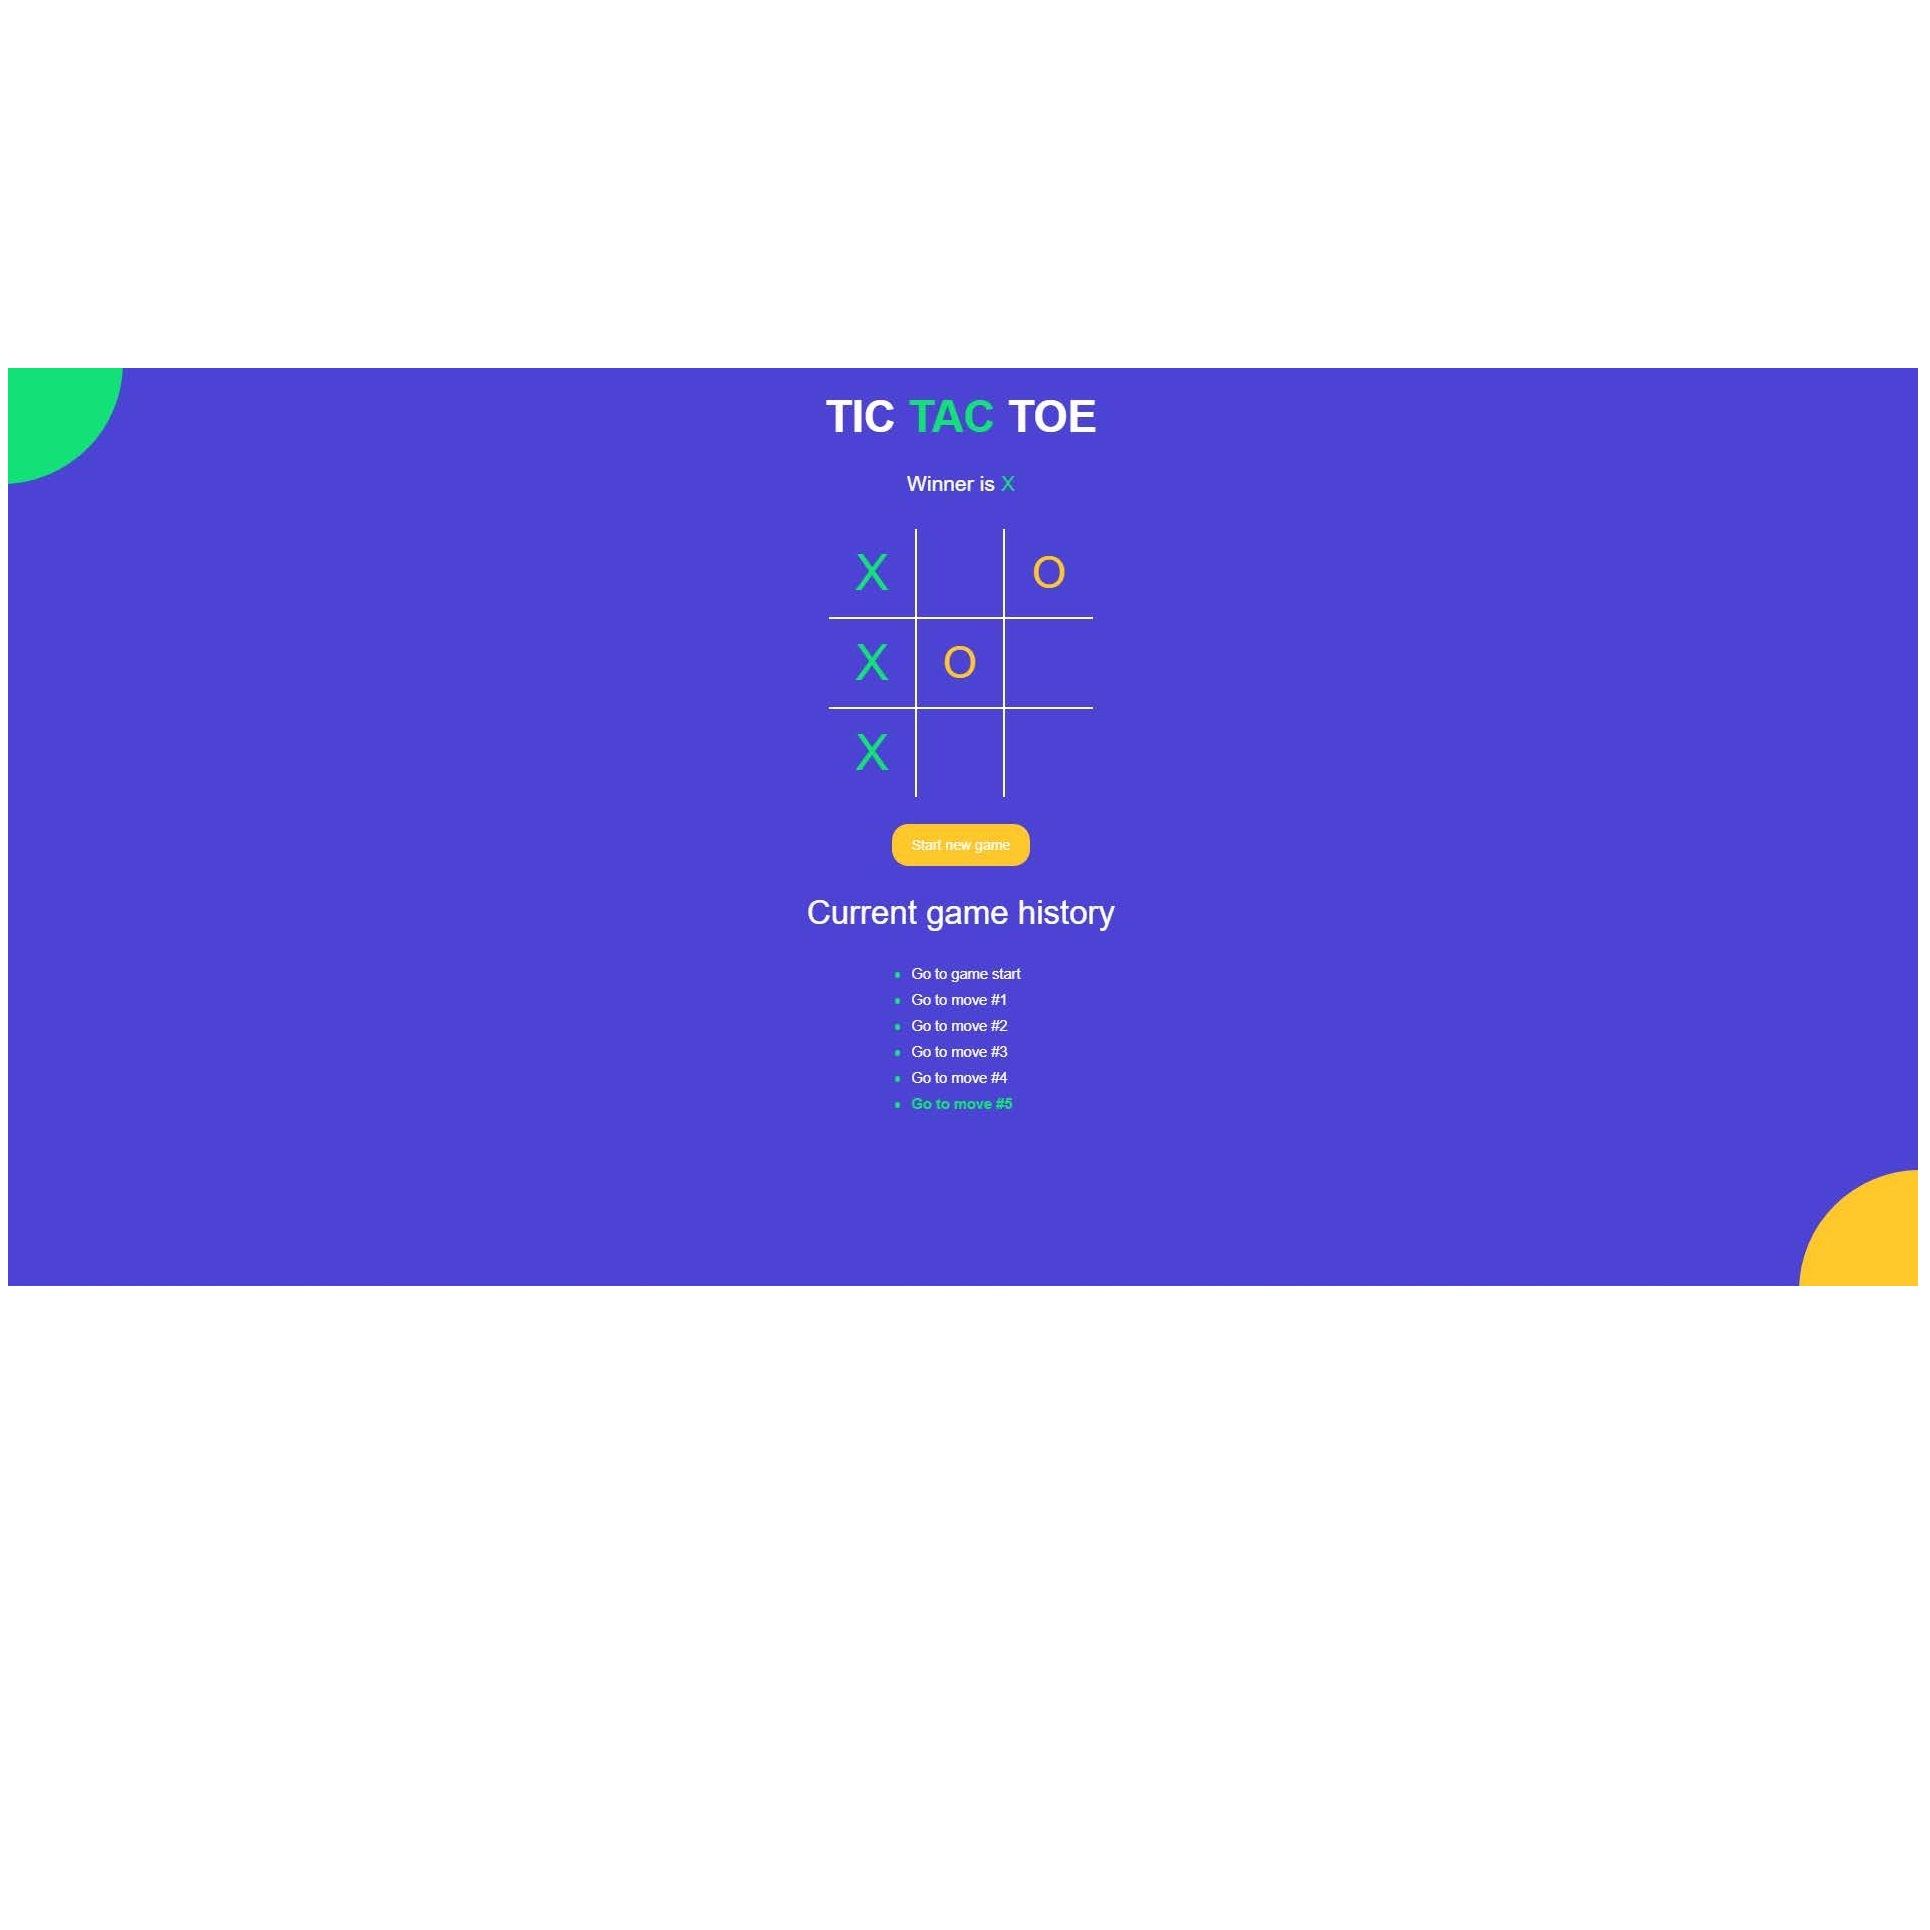 TIC TAC TOE
Winner is X
X O
X O
X
Start new game
Current game history
Go to game start
Go to move #1
Go to move #2
Go to move #3
Go to move #4
Go to move #5